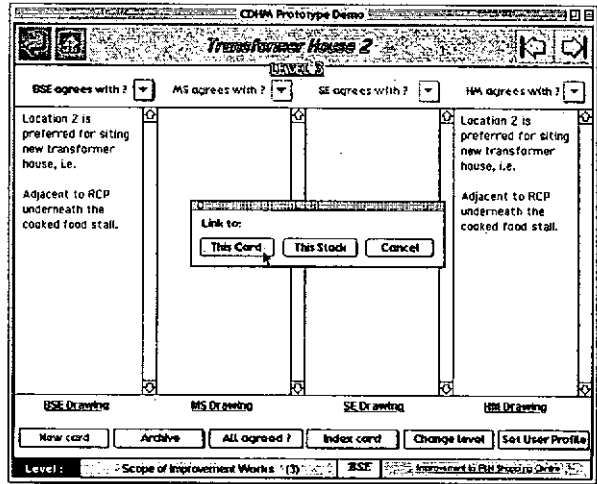 CDHM Prototype Demo
Transformer House 2
LEVEL 3
BSE agrees with ?
MS agrees with ?
SE agrees with ?
HM agrees with ?
Location 2 is
preferred for siting
new transformer
house, i.e.
Adjacent to RCP
underneath the
cooked food stall.
Location 2 is
preferred for siting
new transformer
house, i.e.
Adjacent to RCP
underneath the
cooked food stall.
Link to:
This Card
This Stack
Cancel
BSE Drawing
MS Drawing
SE Drawing
HM Drawing
New card
Archive
All agreed ?
Index card
Change level
Set User Profile
Level :
Scope of Improvement Works
(3)
BSE
Improvement to